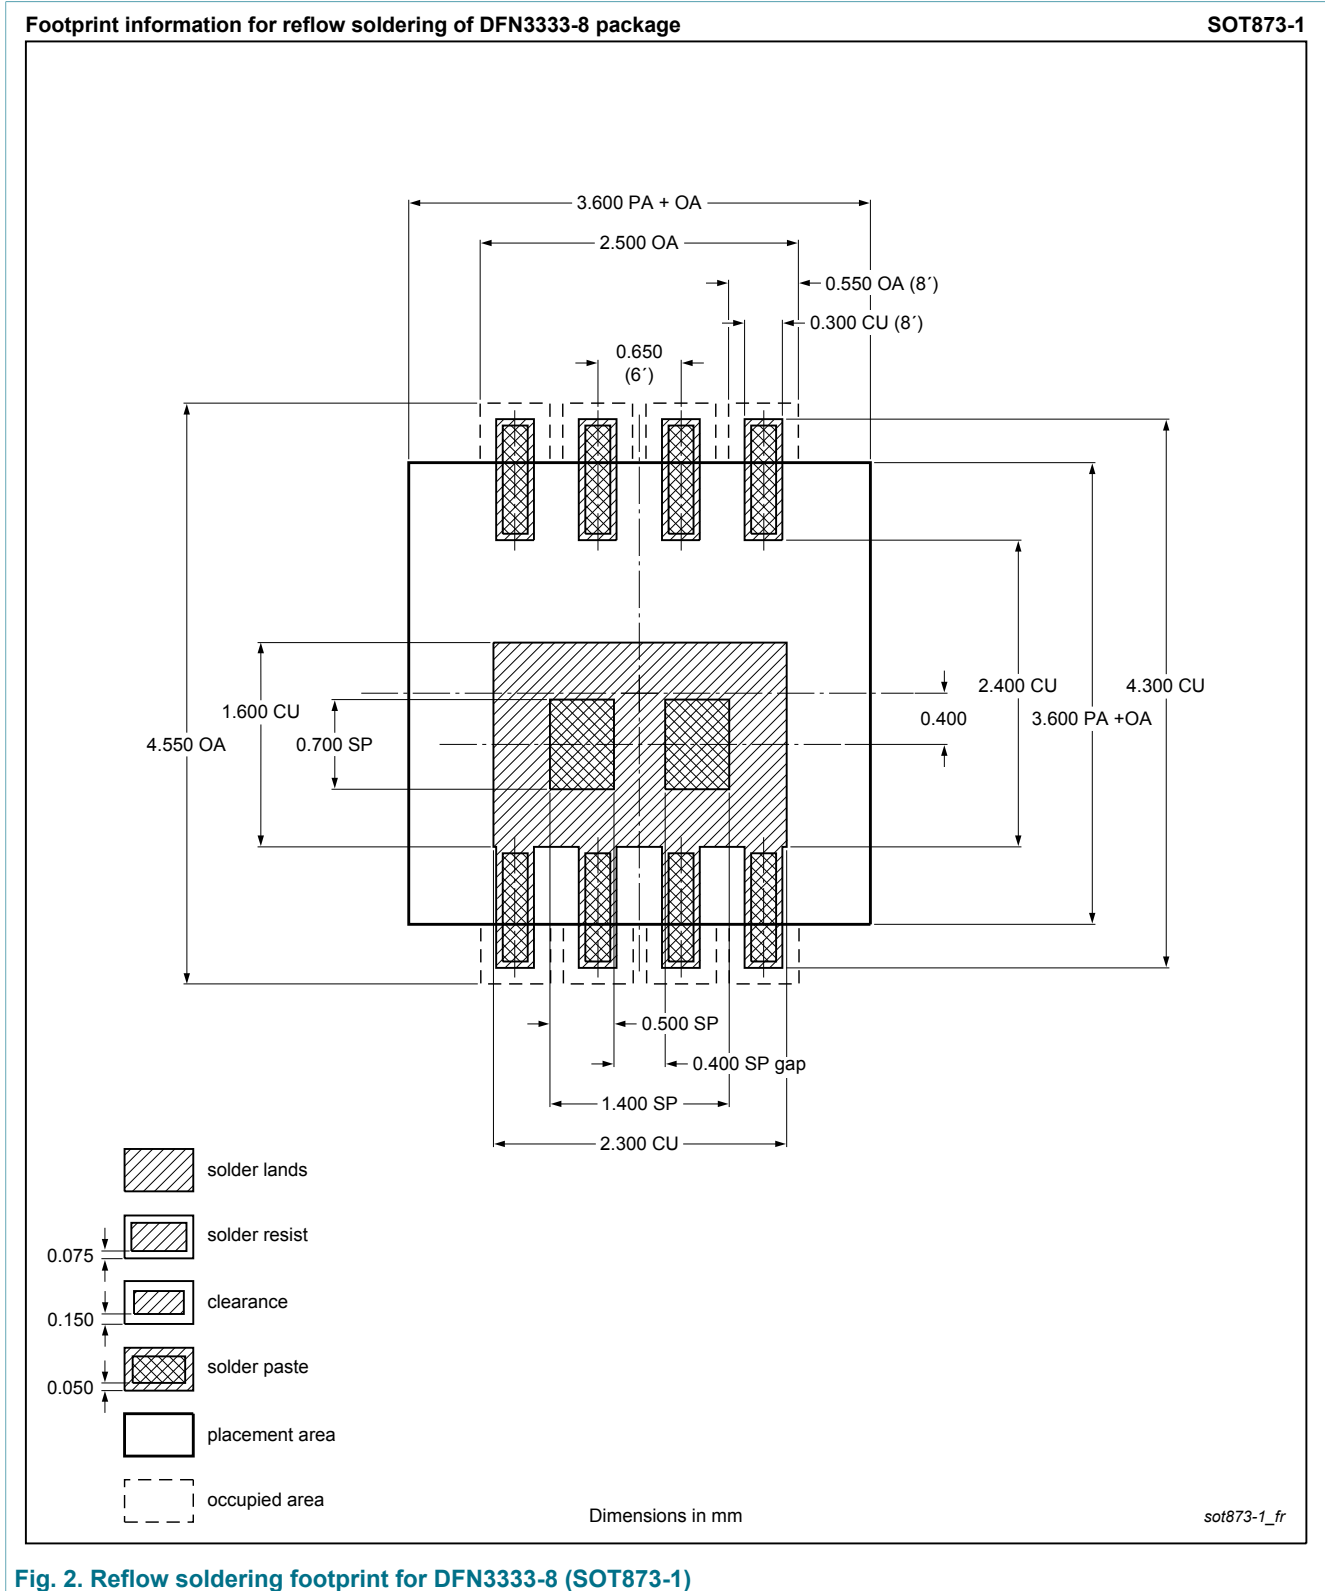 Footprint information for reflow soldering of DFN3333-8 package SOT873-1
3.600 PA + OA
2.500 OA
0.550 OA (8´)
0.300 CU (8´)
0.650
(6´)
2.400 CU
4.300 CU
1.600 CU
0.400
3.600 PA +OA
4.550 OA
0.700 SP
0.500 SP
0.400 SP gap
1.400 SP
2.300 CU
solder lands
solder resist
0.075
clearance
0.150
solder paste
0.050
placement area
occupied area
Dimensions in mm
sot873-1_fr
Fig. 2. Reflow soldering footprint for DFN3333-8 (SOT873-1)